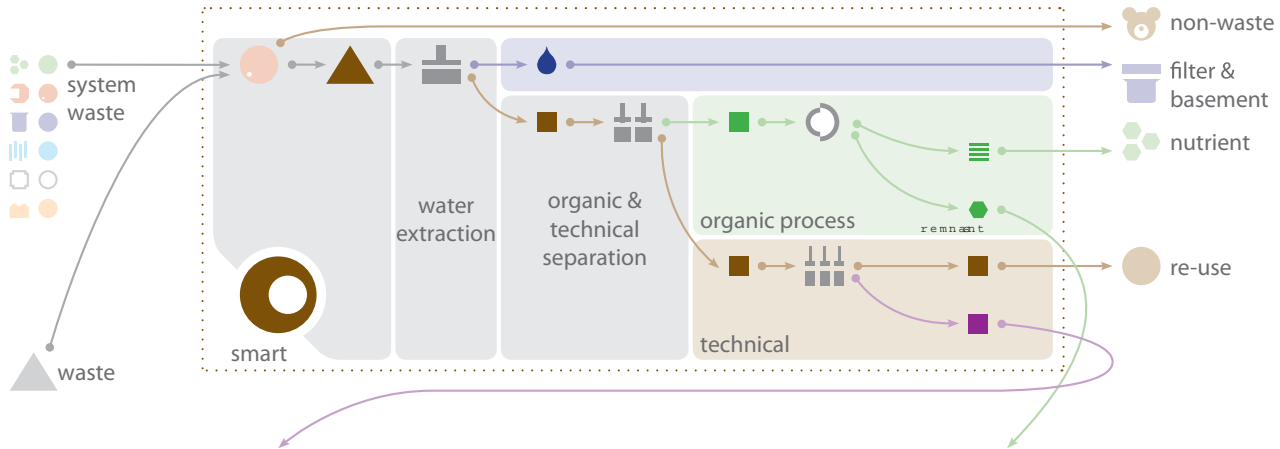 non-waste
system
waste
filter &
basement
nutrient
water
extraction
organic &
technical
separation
organic process
remnant
re-use
smart
technical
waste